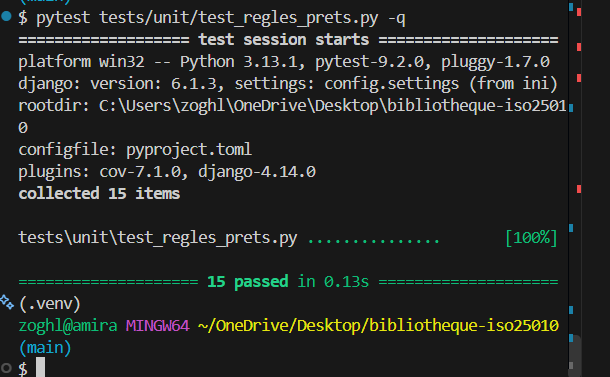 (main)
$ pytest tests/unit/test_regles_prets.py -q
=================== test session starts ====================
platform win32 -- Python 3.13.1, pytest-9.2.0, pluggy-1.7.0
django: version: 6.1.3, settings: config.settings (from ini)
rootdir: C:\Users\zoghl\OneDrive\Desktop\bibliotheque-iso2501
0
configfile: pyproject.toml
plugins: cov-7.1.0, django-4.14.0
collected 15 items
tests\unit\test_regles_prets.py ............... [100%]
==================== 15 passed in 0.13s ====================
(.venv)
zoghl@amira MINGW64 ~/OneDrive/Desktop/bibliotheque-iso25010
(main)
$